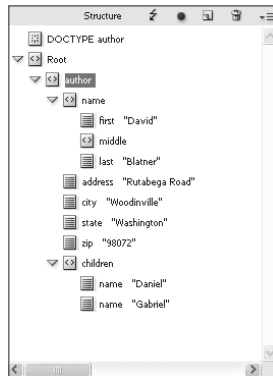 Structure
DOCTYPE author
Root
author
name
first "David"
middle
last "Blatner"
address "Rutabega Road"
city "Woodinville"
state "Washington"
zip "98072"
children
name "Daniel"
name "Gabriel"